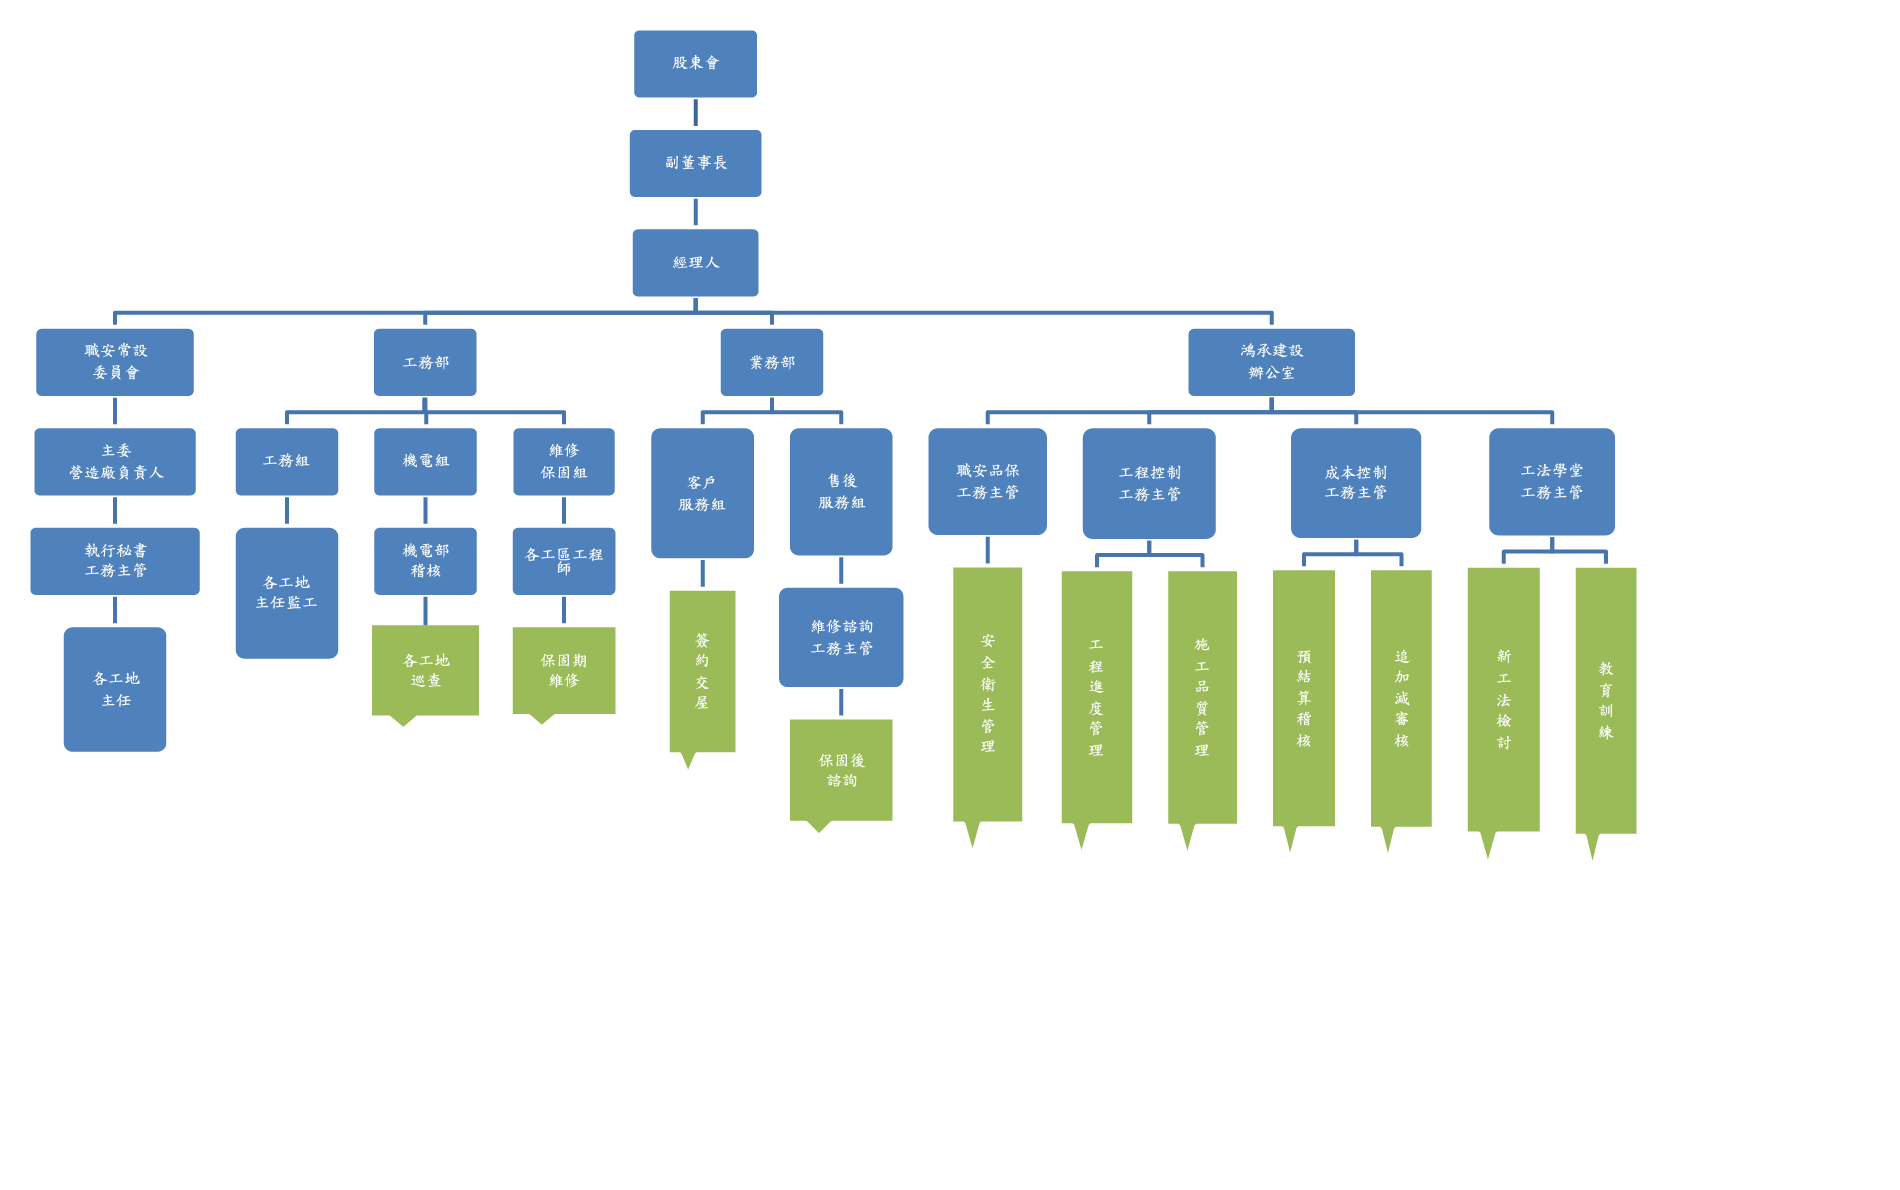 股東會
副董事長
經理人
職安常設
委員會
工務部
業務部
鴻承建設
辦公室
主委
營造廠負責人
工務組
機電組
維修
保固組
客戶
服務組
售後
服務組
職安品保
工務主管
工程控制
工務主管
成本控制
工務主管
工法學堂
工務主管
執行秘書
工務主管
各工地
主任監工
機電部
稽核
各工區工程
師
各工地
主任
各工地
巡查
保固期
維修
簽約交屋
維修諮詢
工務主管
保固後
諮詢
安全衛生管理
工程進度管理
施工品質管理
預結算稽核
追加減審核
新工法檢討
教育訓練